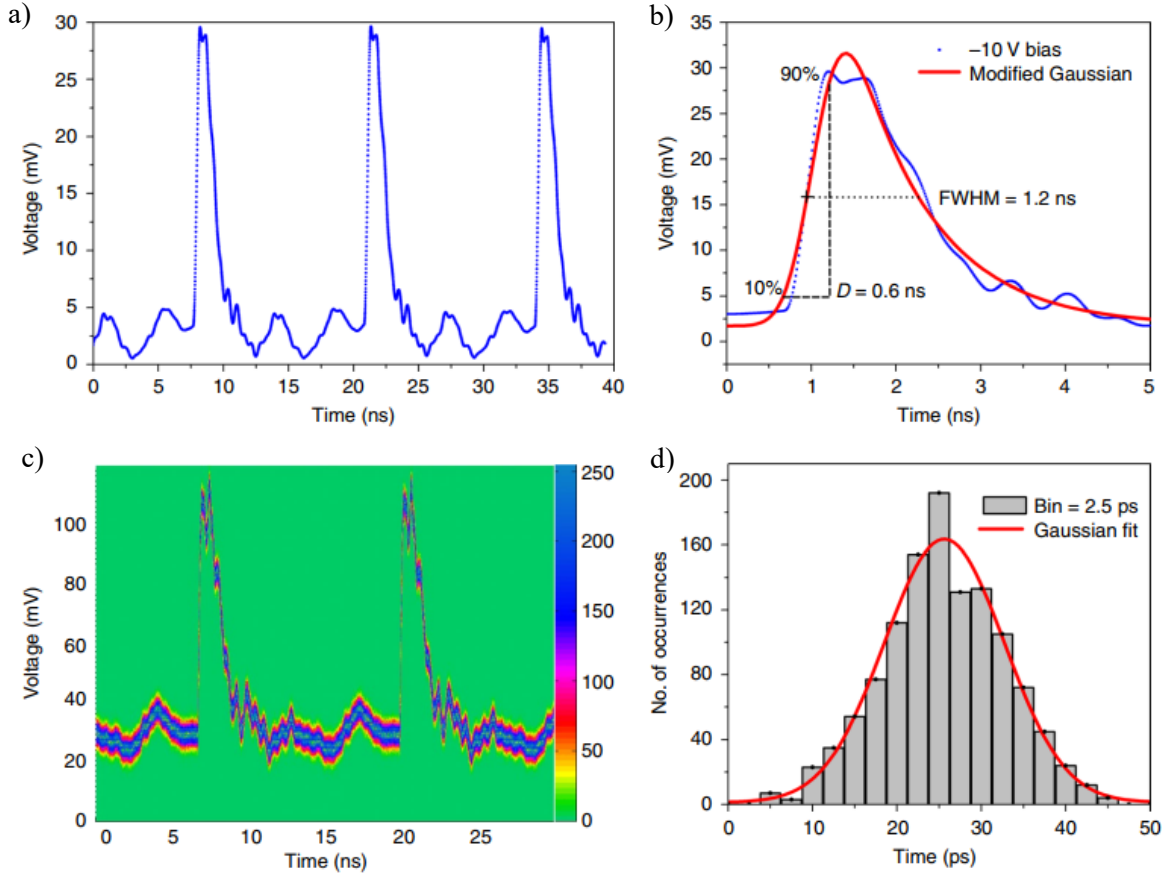 a)
30
25
20
15
10
5
0
Voltage (mV)
0 5 10 15 20 25 30 35 40
Time (ns)
b)
35
30
25
20
15
10
5
0
Voltage (mV)
–10 V bias
Modified Gaussian
90%
FWHM = 1.2 ns
10%
D = 0.6 ns
0 1 2 3 4 5
Time (ns)
c)
100
80
60
40
20
0
Voltage (mV)
250
200
150
100
50
0
0 5 10 15 20 25
Time (ns)
d)
200
160
120
80
40
0
No. of occurrences
Bin = 2.5 ps
Gaussian fit
0 10 20 30 40 50
Time (ps)